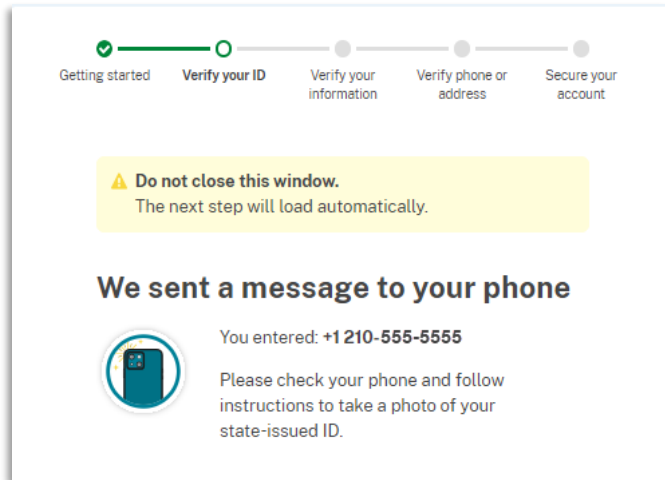 Getting started
Verify your ID
Verify your
information
Verify phone or
address
Secure your
account
Do not close this window.
The next step will load automatically.
We sent a message to your phone
You entered: +1 210-555-5555
Please check your phone and follow
instructions to take a photo of your
state-issued ID.